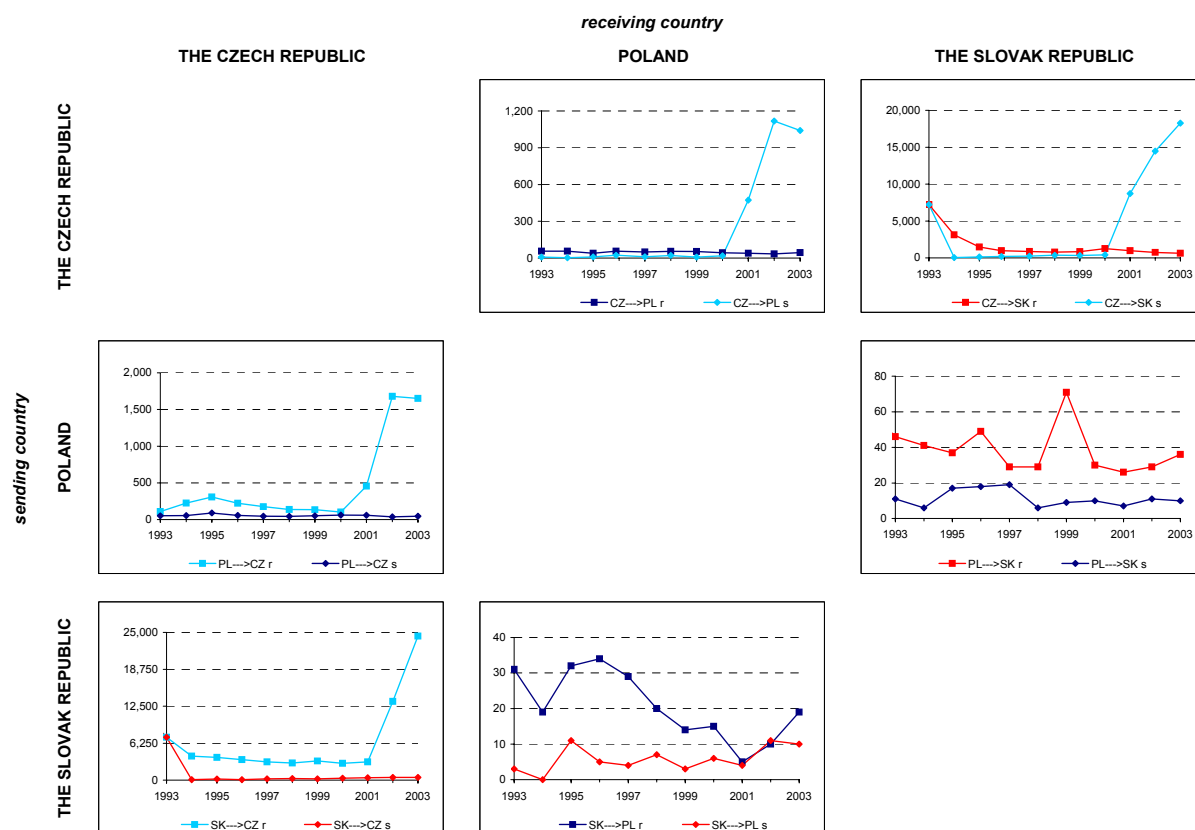 receiving country
THE CZECH REPUBLIC
POLAND
THE SLOVAK REPUBLIC
sending country
THE CZECH REPUBLIC
1,200
900
600
300
0
1993 1995 1997 1999 2001 2003
CZ--->PL r CZ--->PL s
20,000
15,000
10,000
5,000
0
1993 1995 1997 1999 2001 2003
CZ--->SK r CZ--->SK s
POLAND
2,000
1,500
1,000
500
0
1993 1995 1997 1999 2001 2003
PL--->CZ r PL--->CZ s
80
60
40
20
0
1993 1995 1997 1999 2001 2003
PL--->SK r PL--->SK s
THE SLOVAK REPUBLIC
25,000
18,750
12,500
6,250
0
1993 1995 1997 1999 2001 2003
SK--->CZ r SK--->CZ s
40
30
20
10
0
1993 1995 1997 1999 2001 2003
SK--->PL r SK--->PL s